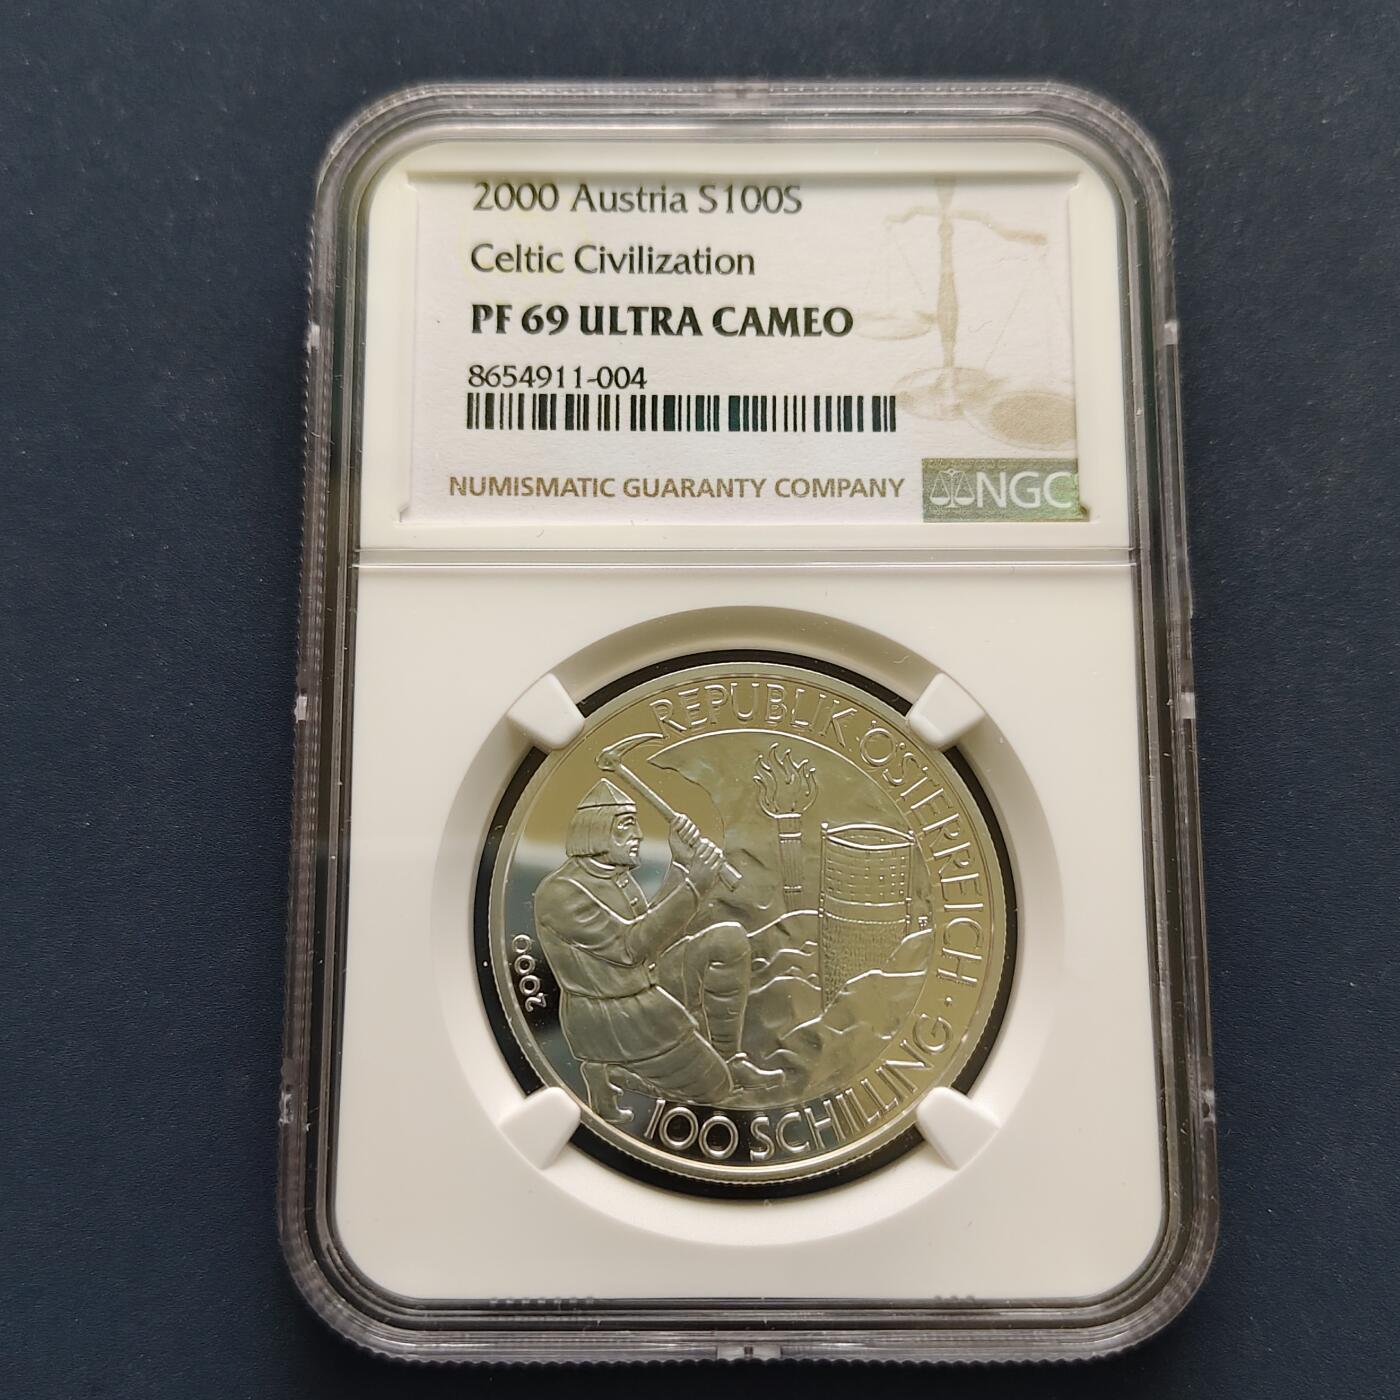 2000 Austria S100S
Celtic Civilization
PF 69 ULTRA CAMEO
8654911-004
NUMISMATIC GUARANTY COMPANY
NGC
REPUBLIK ÖSTERREICH · 100 SCHILLING
2000